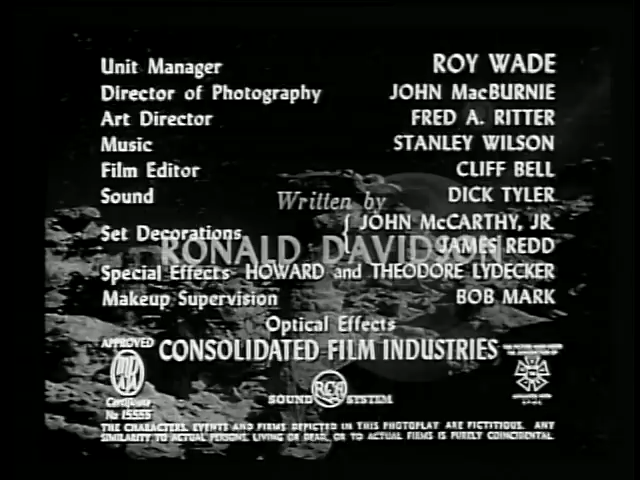 Unit Manager ROY WADE
Director of Photography JOHN MacBURNIE
Art Director FRED A. RITTER
Music STANLEY WILSON
Film Editor CLIFF BELL
Sound DICK TYLER
Written by
Set Decorations { JOHN McCARTHY, JR
JAMES REDD
RONALD DAVIDSON
Special Effects HOWARD and THEODORE LYDECKER
Makeup Supervision BOB MARK
Optical Effects
CONSOLIDATED FILM INDUSTRIES
APPROVED
Certificate
No 15555
SOUND RCA SYSTEM
THE CHARACTERS, EVENTS AND FIRMS DEPICTED IN THIS PHOTOPLAY ARE FICTITIOUS. ANY
SIMILARITY TO ACTUAL PERSONS, LIVING OR DEAD, OR TO ACTUAL FIRMS IS PURELY COINCIDENTAL.